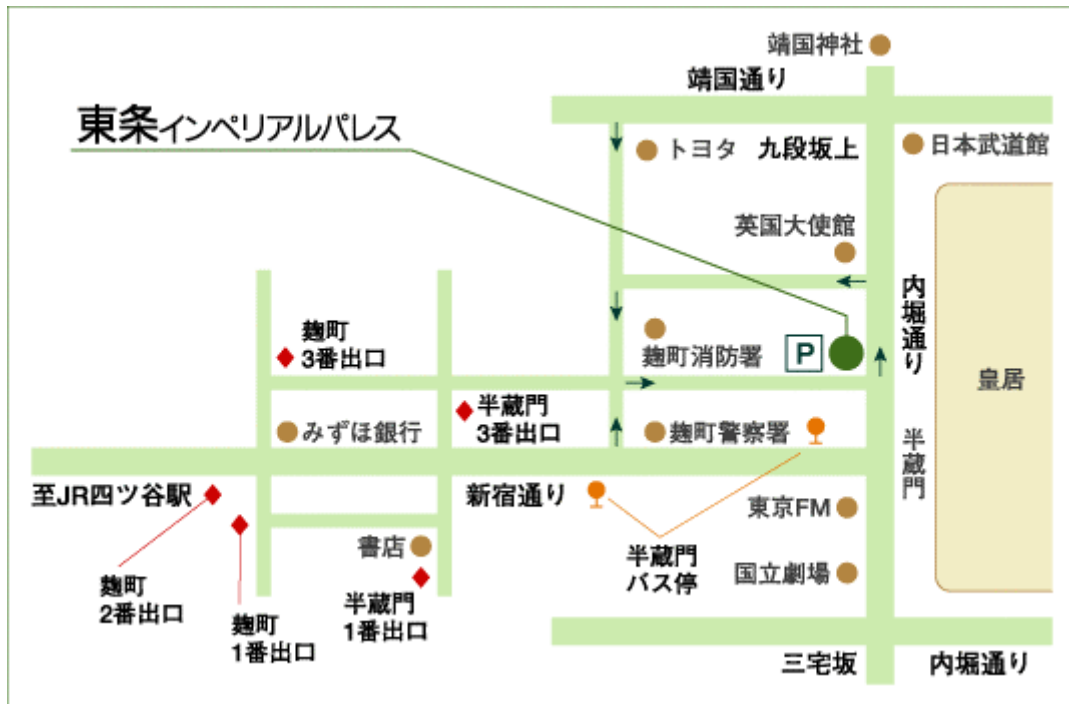 靖国神社
靖国通り
東条インペリアルパレス
トヨタ
九段坂上
日本武道館
英国大使館
内堀通り
麹町
3番出口
麹町消防署
P
皇居
みずほ銀行
半蔵門
3番出口
麹町警察署
半蔵門
至JR四ツ谷駅
新宿通り
東京FM
書店
半蔵門
バス停
国立劇場
麹町
2番出口
麹町
1番出口
半蔵門
1番出口
三宅坂
内堀通り